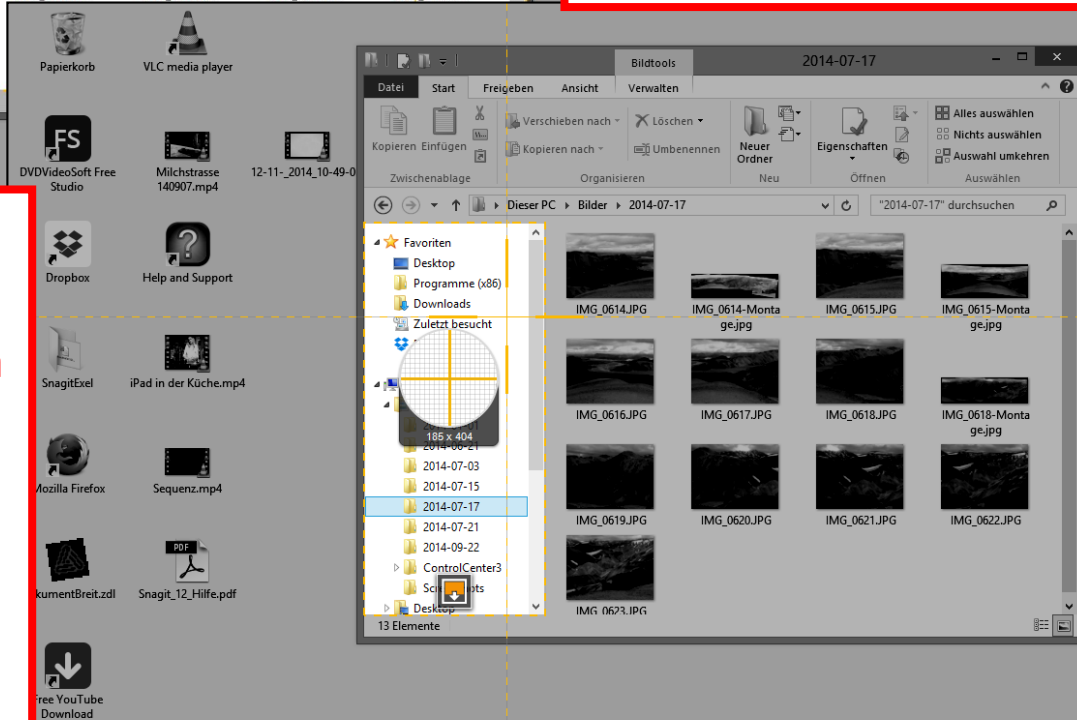 Papierkorb
VLC media player
FS
DVDVideoSoft Free
Studio
Milchstrasse
140907.mp4
12-11-_2014_10-49-0
Dropbox
Help and Support
SnagitExel
iPad in der Küche.mp4
Mozilla Firefox
Sequenz.mp4
PDF
kumentBreit.zdl
Snagit_12_Hilfe.pdf
Free YouTube
Download
Bildtools
2014-07-17
Datei
Start
Freigeben
Ansicht
Verwalten
Kopieren
Einfügen
Verschieben nach
Kopieren nach
Löschen
Umbenennen
Neuer
Ordner
Eigenschaften
Alles auswählen
Nichts auswählen
Auswahl umkehren
Zwischenablage
Organisieren
Neu
Öffnen
Auswählen
Dieser PC
Bilder
2014-07-17
"2014-07-17" durchsuchen
Favoriten
Desktop
Programme (x86)
Downloads
Zuletzt besucht
185 x 404
2014-06-21
2014-07-03
2014-07-15
2014-07-17
2014-07-21
2014-09-22
ControlCenter3
Desktop
13 Elemente
IMG_0614.JPG
IMG_0614-Monta
ge.jpg
IMG_0615.JPG
IMG_0615-Monta
ge.jpg
IMG_0616.JPG
IMG_0617.JPG
IMG_0618.JPG
IMG_0618-Monta
ge.jpg
IMG_0619.JPG
IMG_0620.JPG
IMG_0621.JPG
IMG_0622.JPG
IMG_0623.JPG